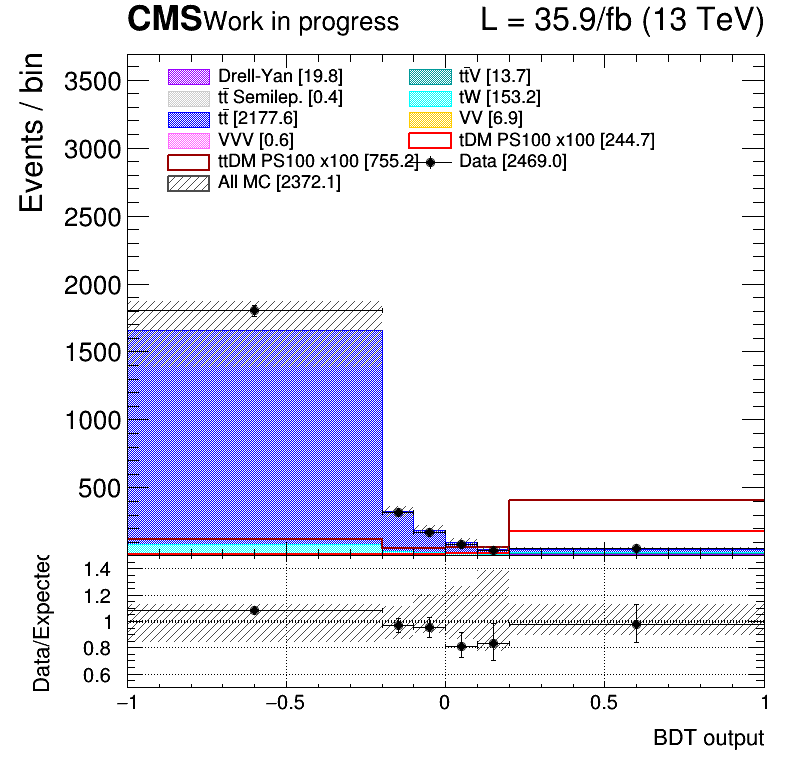 CMS Work in progress L = 35.9/fb (13 TeV)
Events / bin
3500
3000
2500
2000
1500
1000
500
Drell-Yan [19.8] tt̄V [13.7]
tt̄ Semilep. [0.4] tW [153.2]
tt̄ [2177.6] VV [6.9]
VVV [0.6] tDM PS100 x100 [244.7]
ttDM PS100 x100 [755.2] Data [2469.0]
All MC [2372.1]
Data/Expected
1.4
1.2
1
0.8
0.6
−1 −0.5 0 0.5 1
BDT output